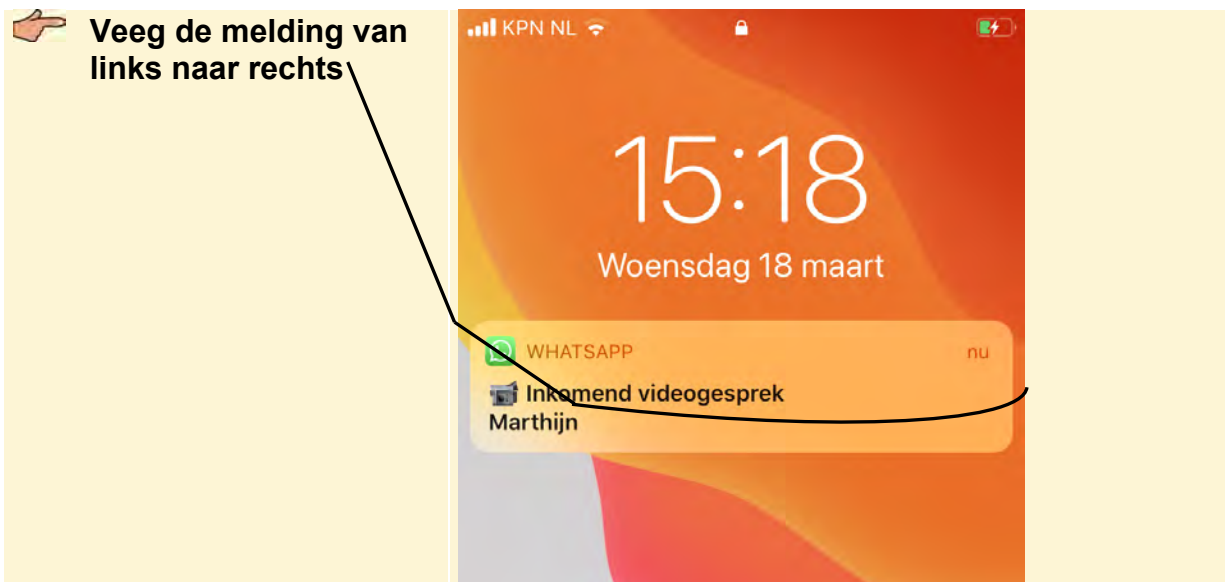 Veeg de melding van
links naar rechts
KPN NL
15:18
Woensdag 18 maart
WHATSAPP nu
Inkomend videogesprek
Marthijn